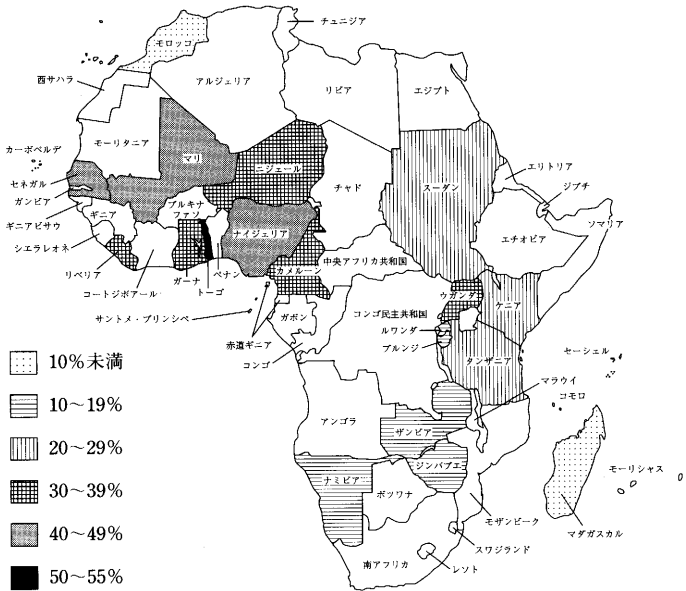 チュニジア
モロッコ
西サハラ
アルジェリア
リビア
エジプト
モーリタニア
カーボベルデ
マリ
ニジェール
エリトリア
セネガル
チャド
スーダン
ジブチ
ガンビア
ブルキナ
ファソ
ギニア
ソマリア
ギニアビサウ
ナイジェリア
エチオピア
シエラレオネ
中央アフリカ共和国
リベリア
カメルーン
ベナン
ガーナ
トーゴ
コートジボアール
ウガンダ
ケニア
サントメ・プリンシペ
ガボン
コンゴ民主共和国
ルワンダ
赤道ギニア
ブルンジ
コンゴ
タンザニア
セーシェル
10%未満
マラウイ
コモロ
10～19%
アンゴラ
ザンビア
20～29%
ジンバブエ
モーリシャス
ナミビア
30～39%
ボツワナ
モザンビーク
マダガスカル
40～49%
スワジランド
南アフリカ
レソト
50～55%